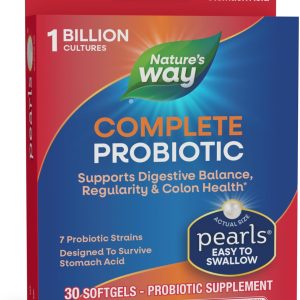 1 BILLION
CULTURES
Nature's
way
COMPLETE
PROBIOTIC
Supports Digestive Balance,
Regularity & Colon Health*
7 Probiotic Strains
Designed To Survive
Stomach Acid
ACTUAL SIZE
pearls®
EASY TO
SWALLOW
30 SOFTGELS - PROBIOTIC SUPPLEMENT
pearls